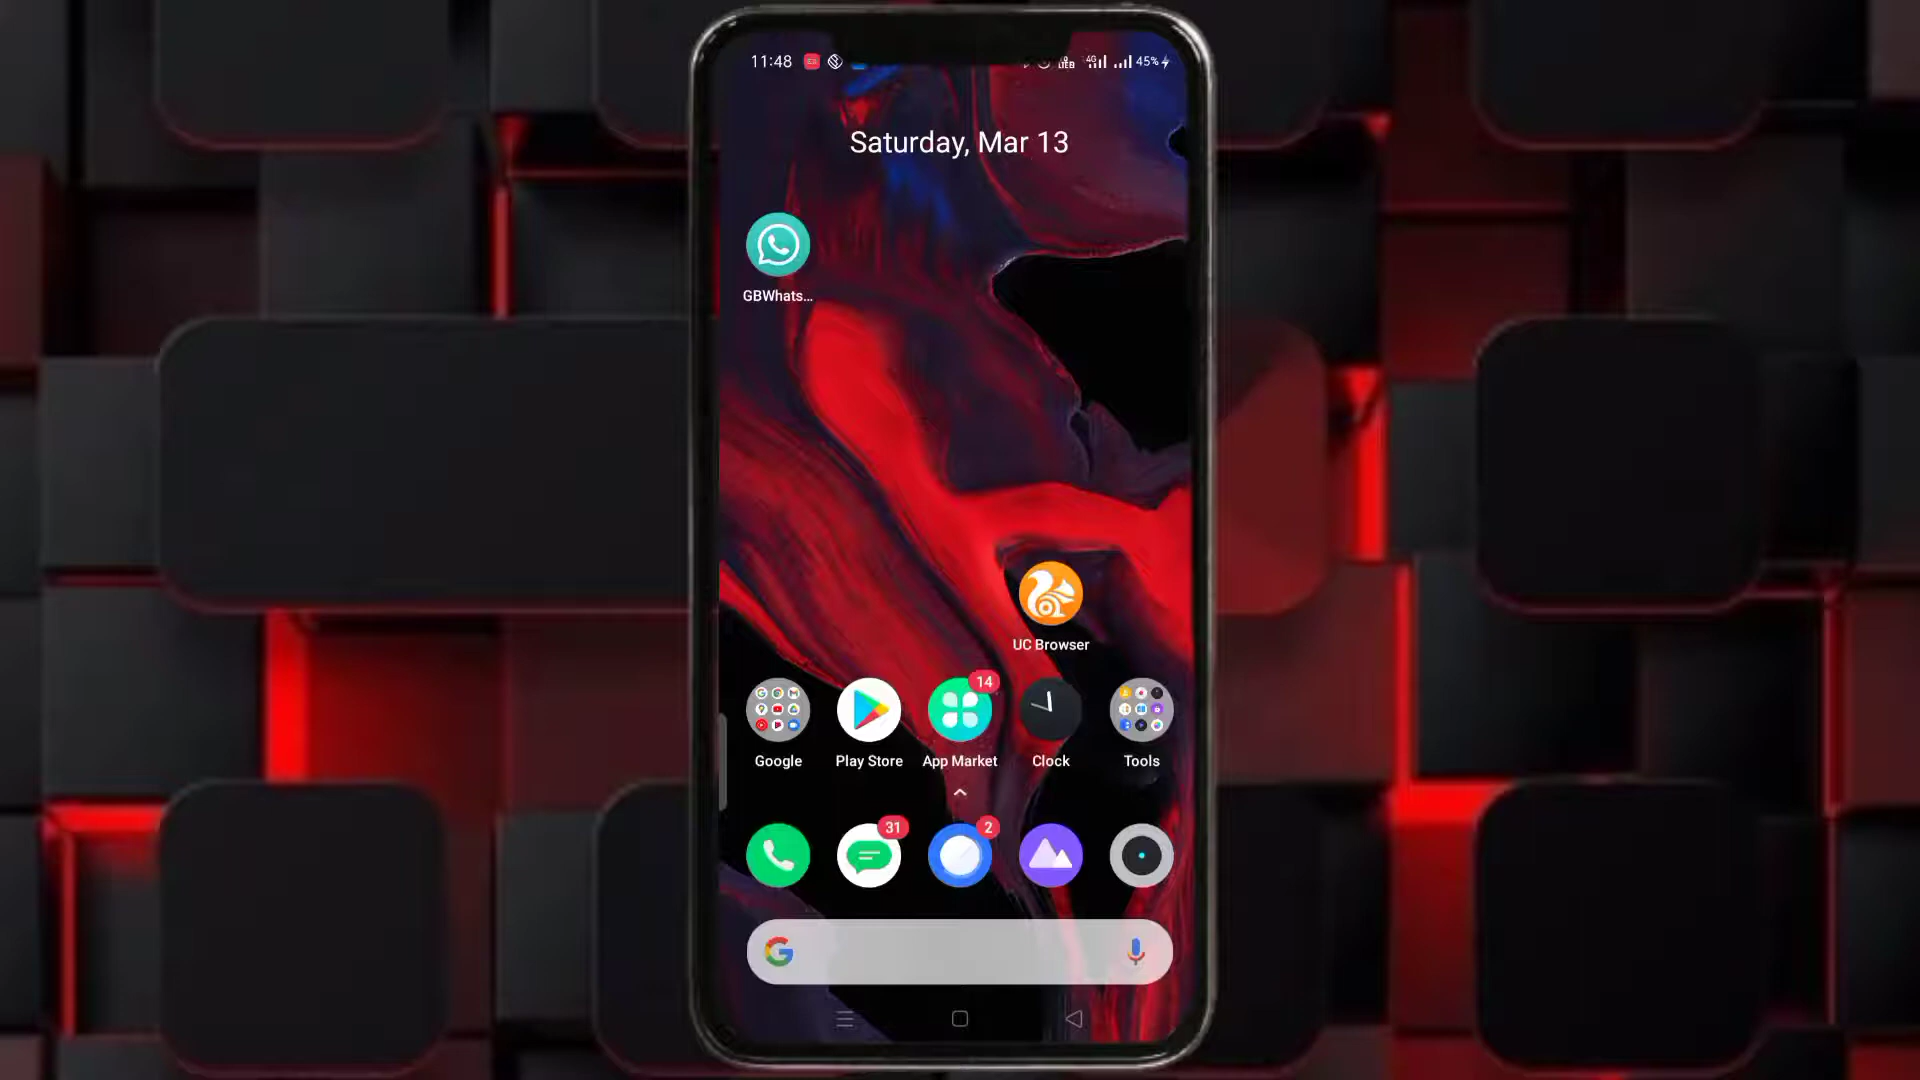 11:48
45%
Saturday, Mar 13
GBWhats...
UC Browser
14
Google
Play Store
App Market
Clock
Tools
31
2